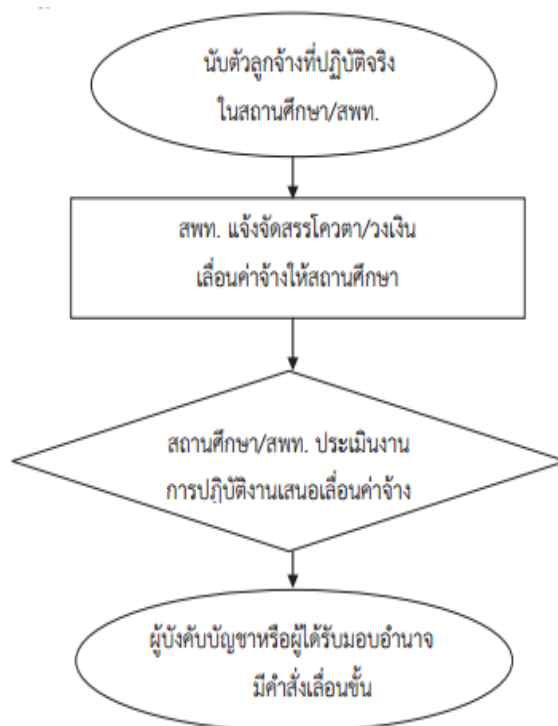 นับตัวลูกจ้างที่ปฏิบัติจริง
ในสถานศึกษา/สพท.
สพท. แจ้งจัดสรรโควตา/วงเงิน
เลื่อนค่าจ้างให้สถานศึกษา
สถานศึกษา/สพท. ประเมินงาน
การปฏิบัติงานเสนอเลื่อนค่าจ้าง
ผู้บังคับบัญชาหรือผู้ได้รับมอบอำนาจ
มีคำสั่งเลื่อนขั้น